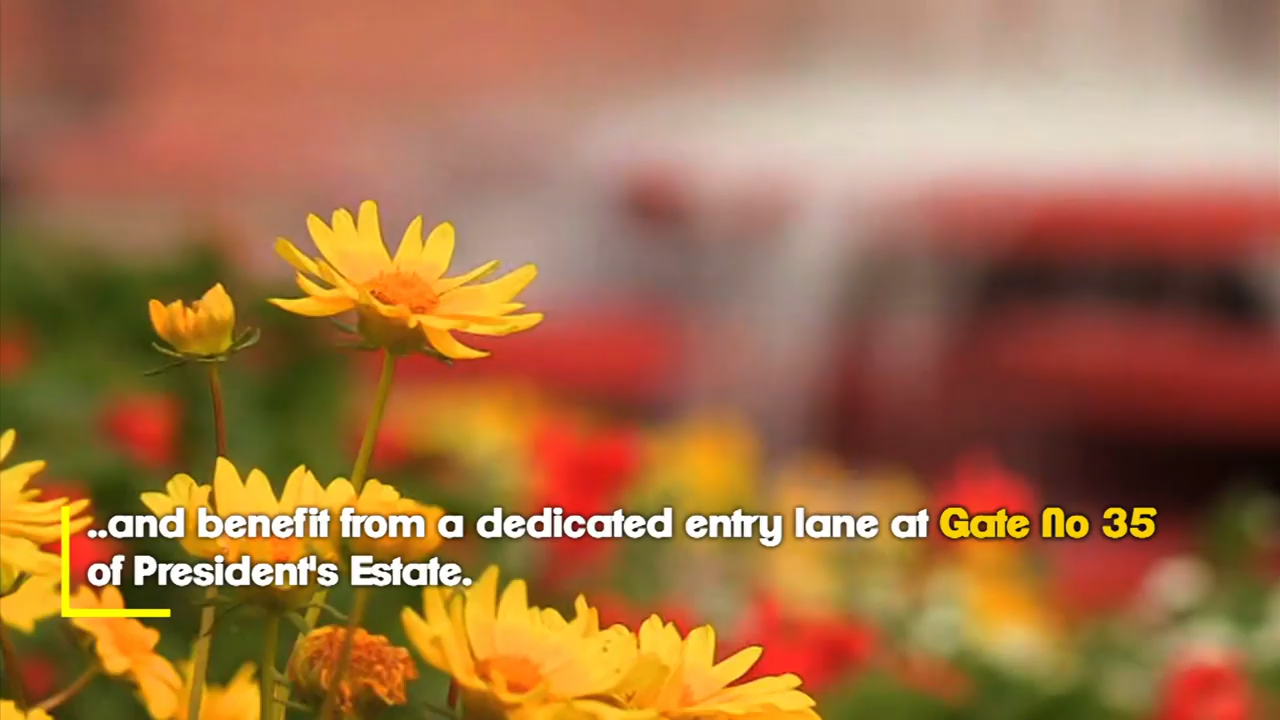 ..and benefit from a dedicated entry lane at Gate No 35
of President's Estate.